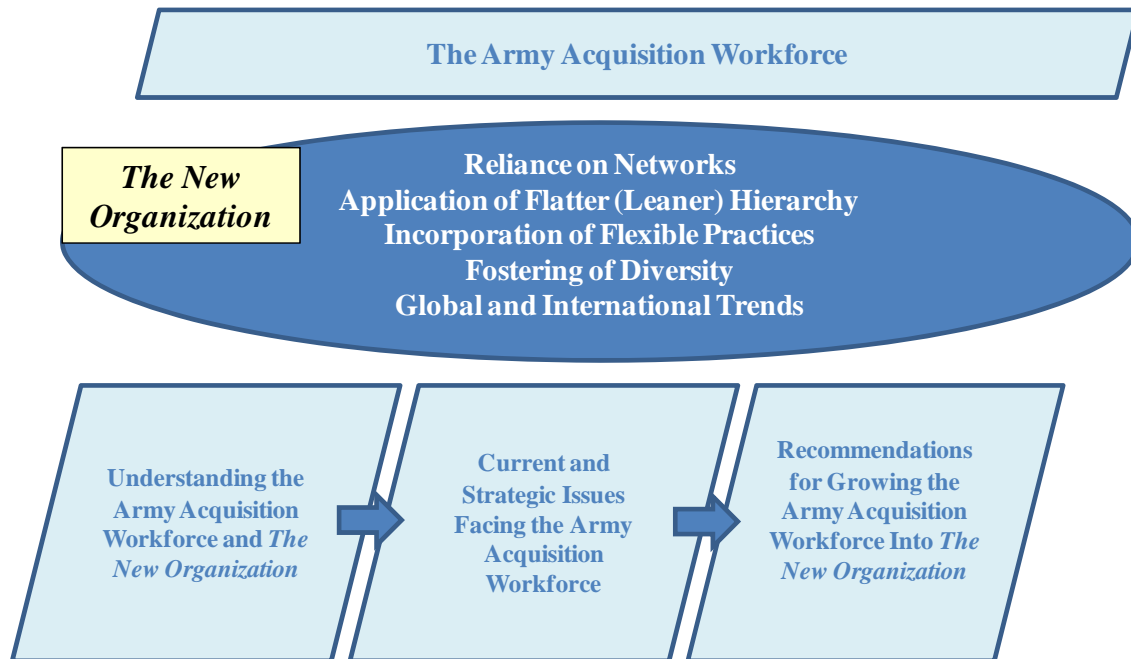 The Army Acquisition Workforce
The New
Organization
Reliance on Networks
Application of Flatter (Leaner) Hierarchy
Incorporation of Flexible Practices
Fostering of Diversity
Global and International Trends
Understanding the
Army Acquisition
Workforce and The
New Organization
Current and
Strategic Issues
Facing the Army
Acquisition
Workforce
Recommendations
for Growing the
Army Acquisition
Workforce Into The
New Organization